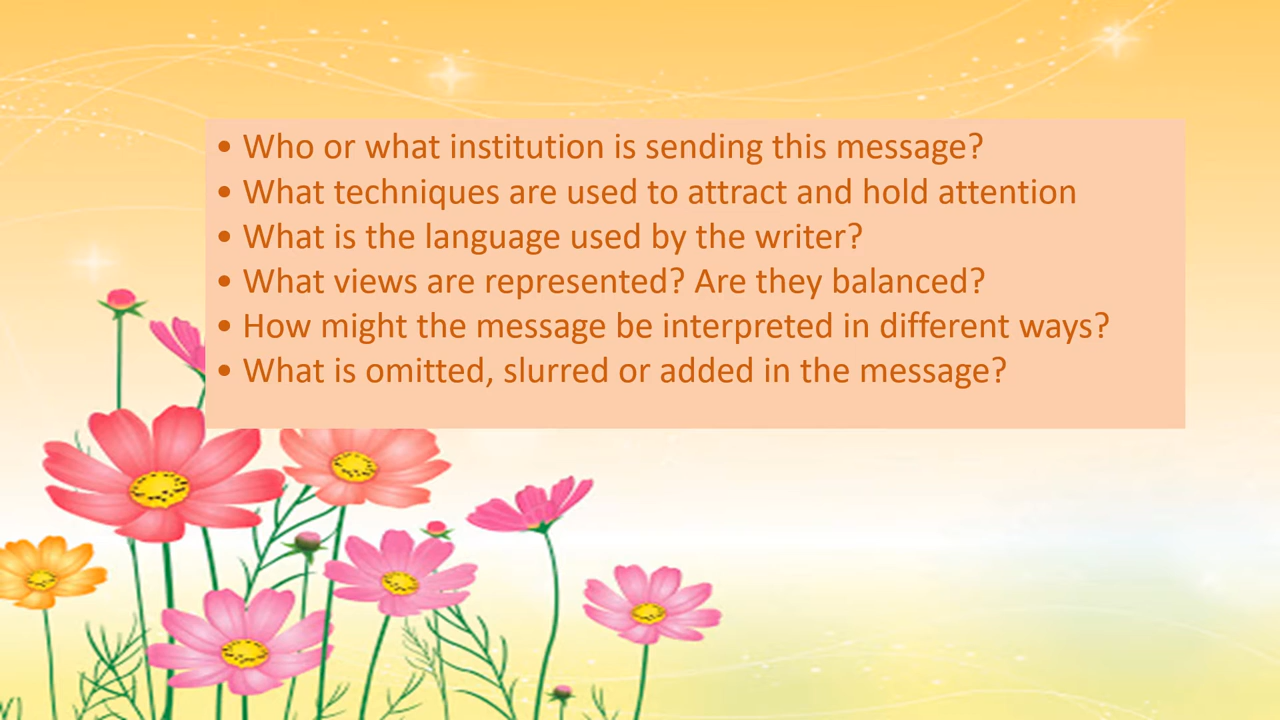 • Who or what institution is sending this message?
• What techniques are used to attract and hold attention
• What is the language used by the writer?
• What views are represented? Are they balanced?
• How might the message be interpreted in different ways?
• What is omitted, slurred or added in the message?